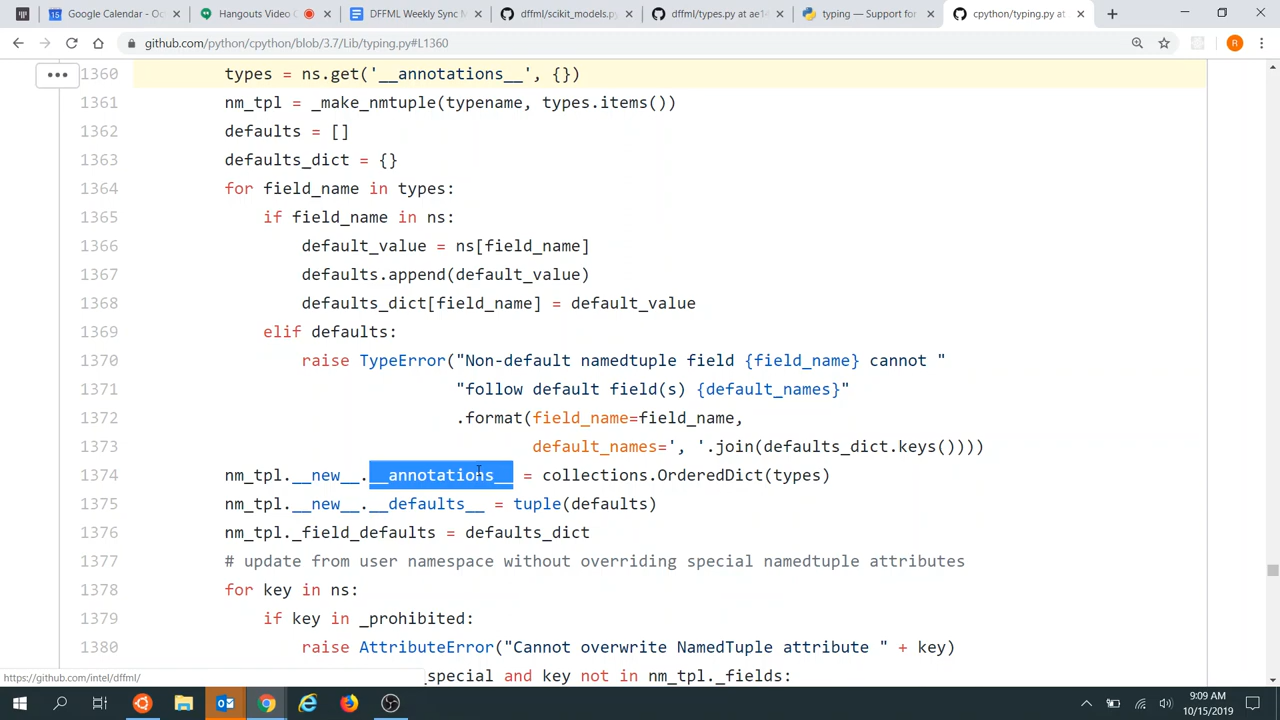 Google Calendar - Oc
Hangouts Video C
DFFML Weekly Sync M
dffml/scikit_models.py
dffml/types.py at ae1
typing — Support fo
cpython/typing.py at
github.com/python/cpython/blob/3.7/Lib/typing.py#L1360
R
1360 types = ns.get('__annotations__', {})
1361 nm_tpl = _make_nmtuple(typename, types.items())
1362 defaults = []
1363 defaults_dict = {}
1364 for field_name in types:
1365 if field_name in ns:
1366 default_value = ns[field_name]
1367 defaults.append(default_value)
1368 defaults_dict[field_name] = default_value
1369 elif defaults:
1370 raise TypeError("Non-default namedtuple field {field_name} cannot "
1371 "follow default field(s) {default_names}"
1372 .format(field_name=field_name,
1373 default_names=', '.join(defaults_dict.keys())))
1374 nm_tpl.__new__.__annotations__ = collections.OrderedDict(types)
1375 nm_tpl.__new__.__defaults__ = tuple(defaults)
1376 nm_tpl._field_defaults = defaults_dict
1377 # update from user namespace without overriding special namedtuple attributes
1378 for key in ns:
1379 if key in _prohibited:
1380 raise AttributeError("Cannot overwrite NamedTuple attribute " + key)
_special and key not in nm_tpl._fields:
https://github.com/intel/dffml/
9:09 AM
10/15/2019